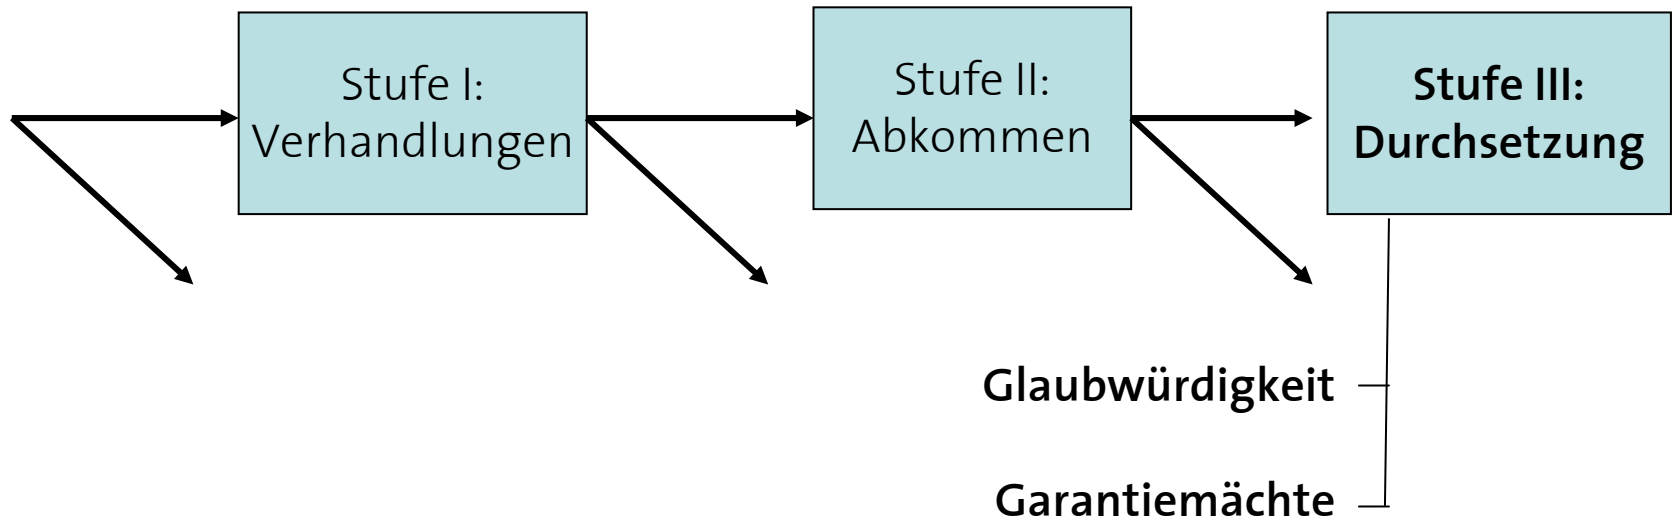 Stufe I:
Verhandlungen
Stufe II:
Abkommen
Stufe III:
Durchsetzung
Glaubwürdigkeit
Garantiemächte